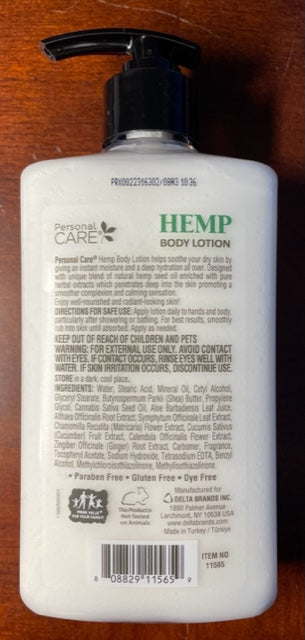 PRX0022316302/08A3 10:36
Personal
CARE®
HEMP
BODY LOTION
Personal Care® Hemp Body Lotion helps soothe your dry skin by
giving an instant moisture and a deep hydration all over. Designed
with unique blend of natural hemp seed oil enriched with pure
herbal extracts which penetrates deep into the skin promoting a
smoother complexion and calming sensation.
Enjoy well-nourished and radiant-looking skin!
DIRECTIONS FOR SAFE USE: Apply lotion daily to hands and body,
particularly after showering or bathing. For best results, smoothly
rub into skin until absorbed. Apply as needed.
KEEP OUT OF REACH OF CHILDREN AND PETS
WARNING: FOR EXTERNAL USE ONLY. AVOID CONTACT
WITH EYES. IF CONTACT OCCURS, RINSE EYES WELL WITH
WATER. IF SKIN IRRITATION OCCURS, DISCONTINUE USE.
STORE in a dark, cool place.
INGREDIENTS: Water, Stearic Acid, Mineral Oil, Cetyl Alcohol,
Glyceryl Stearate, Butyrospermum Parkii (Shea) Butter, Propylene
Glycol, Cannabis Sativa Seed Oil, Aloe Barbadensis Leaf Juice,
Althaea Officinalis Root Extract, Symphytum Officinale Leaf Extract,
Chamomilla Recutita (Matricaria) Flower Extract, Cucumis Sativus
(Cucumber) Fruit Extract, Calendula Officinalis Flower Extract,
Zingiber Officinale (Ginger) Root Extract, Carbomer, Fragrance,
Tocopheryl Acetate, Sodium Hydroxide, Tetrasodium EDTA, Benzyl
Alcohol, Methylchloroisothiazolinone, Methylisothiazolinone.
• Paraben Free • Gluten Free • Dye Free
THINK VALUE
FOR YOUR FAMILY!
This Product is
Not Tested
on Animals
Manufactured for
DELTA BRANDS INC.
1890 Palmer Avenue
Larchmont, NY 10538 USA
www.deltabrands.com
Made in Turkey / Türkiye
ITEM NO
11565
8 08829 11565 9